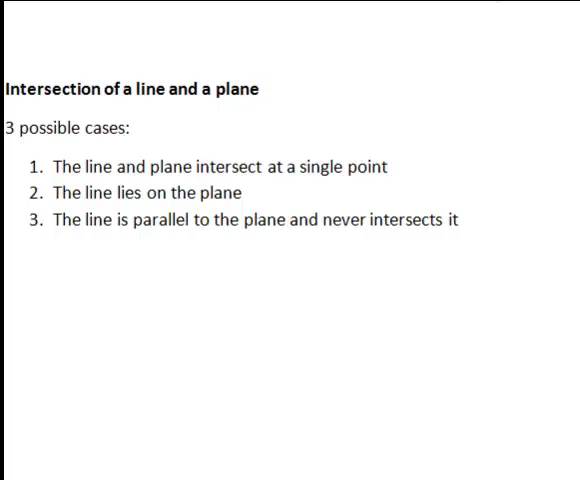 Intersection of a line and a plane
3 possible cases:
1. The line and plane intersect at a single point
2. The line lies on the plane
3. The line is parallel to the plane and never intersects it